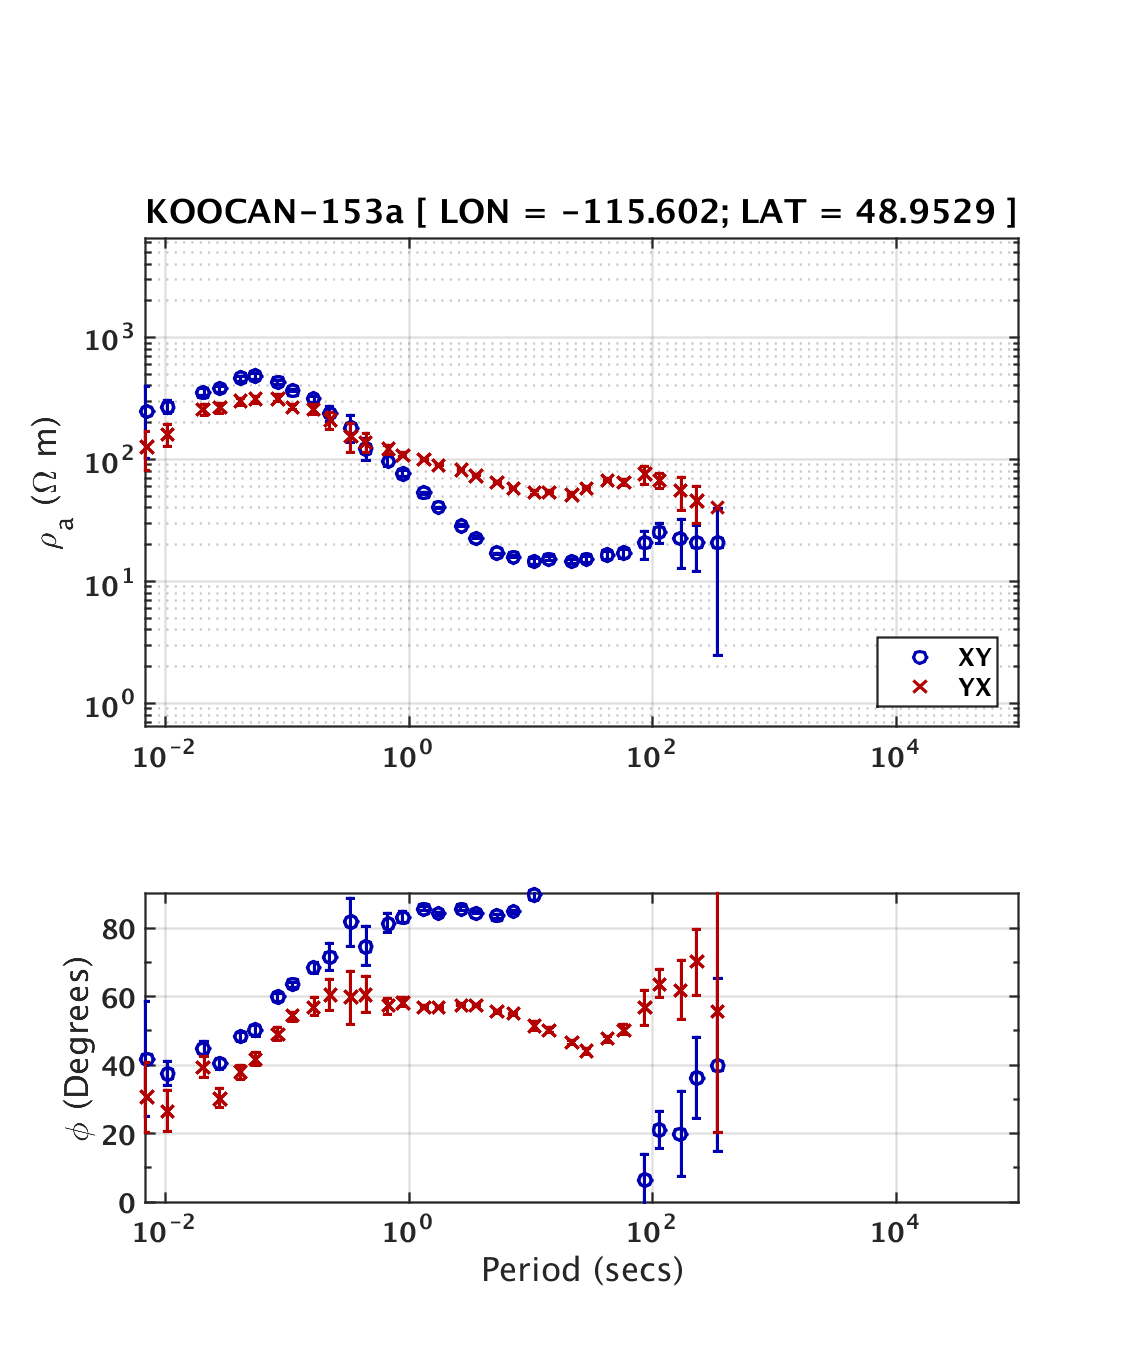 KOOCAN-153a [ LON = -115.602; LAT = 48.9529 ]
10³
10²
10¹
10⁰
ρa (Ω m)
XY
YX
10⁻² 10⁰ 10² 10⁴
80
60
40
20
0
ϕ (Degrees)
10⁻² 10⁰ 10² 10⁴
Period (secs)